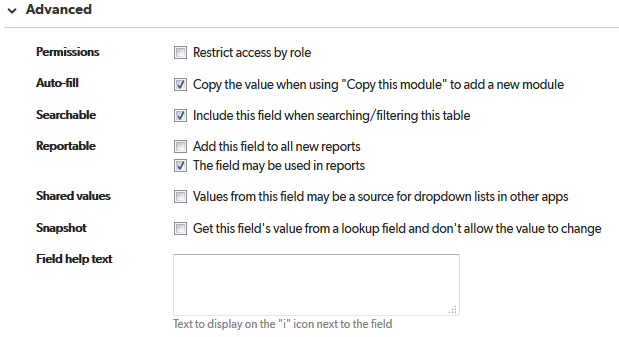 Advanced
Permissions Restrict access by role
Auto-fill Copy the value when using "Copy this module" to add a new module
Searchable Include this field when searching/filtering this table
Reportable Add this field to all new reports
The field may be used in reports
Shared values Values from this field may be a source for dropdown lists in other apps
Snapshot Get this field's value from a lookup field and don't allow the value to change
Field help text
Text to display on the "i" icon next to the field